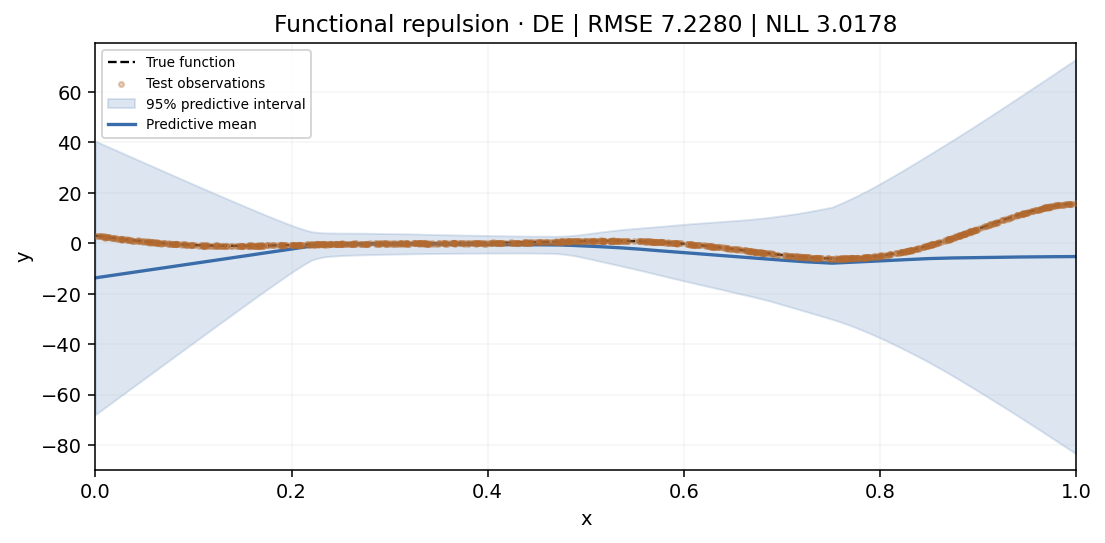 Functional repulsion · DE | RMSE 7.2280 | NLL 3.0178
True function
Test observations
95% predictive interval
Predictive mean
60
40
20
0
−20
−40
−60
−80
y
0.0
0.2
0.4
0.6
0.8
1.0
x